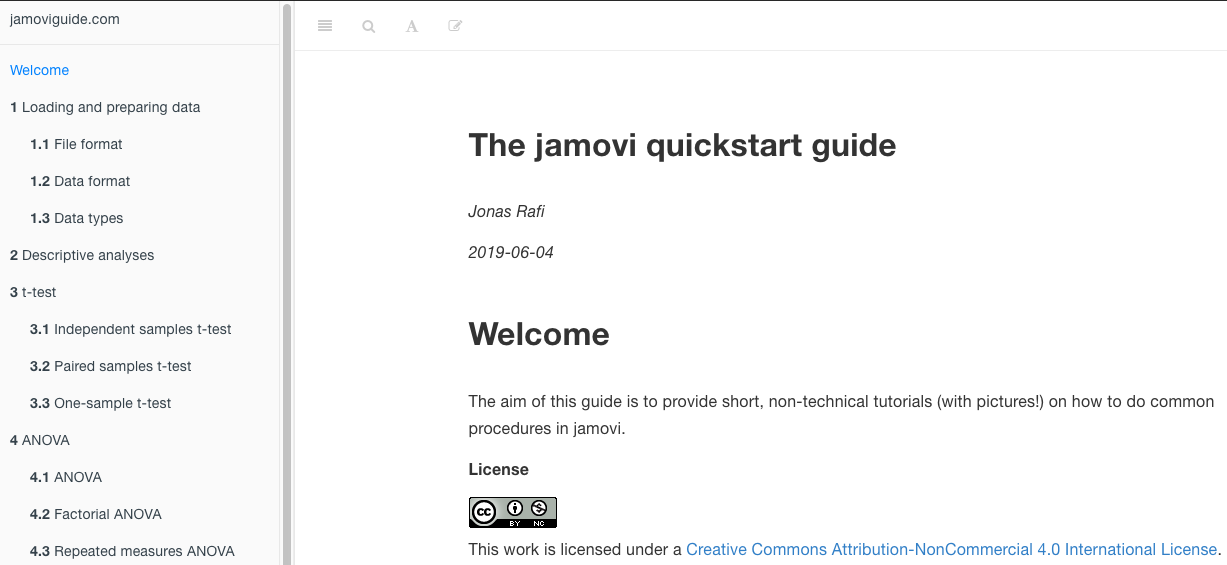 jamoviguide.com
Welcome
1 Loading and preparing data
1.1 File format
1.2 Data format
1.3 Data types
2 Descriptive analyses
3 t-test
3.1 Independent samples t-test
3.2 Paired samples t-test
3.3 One-sample t-test
4 ANOVA
4.1 ANOVA
4.2 Factorial ANOVA
4.3 Repeated measures ANOVA
A
The jamovi quickstart guide
Jonas Rafi
2019-06-04
Welcome
The aim of this guide is to provide short, non-technical tutorials (with pictures!) on how to do common
procedures in jamovi.
License
cc
BY NC
This work is licensed under a Creative Commons Attribution-NonCommercial 4.0 International License.